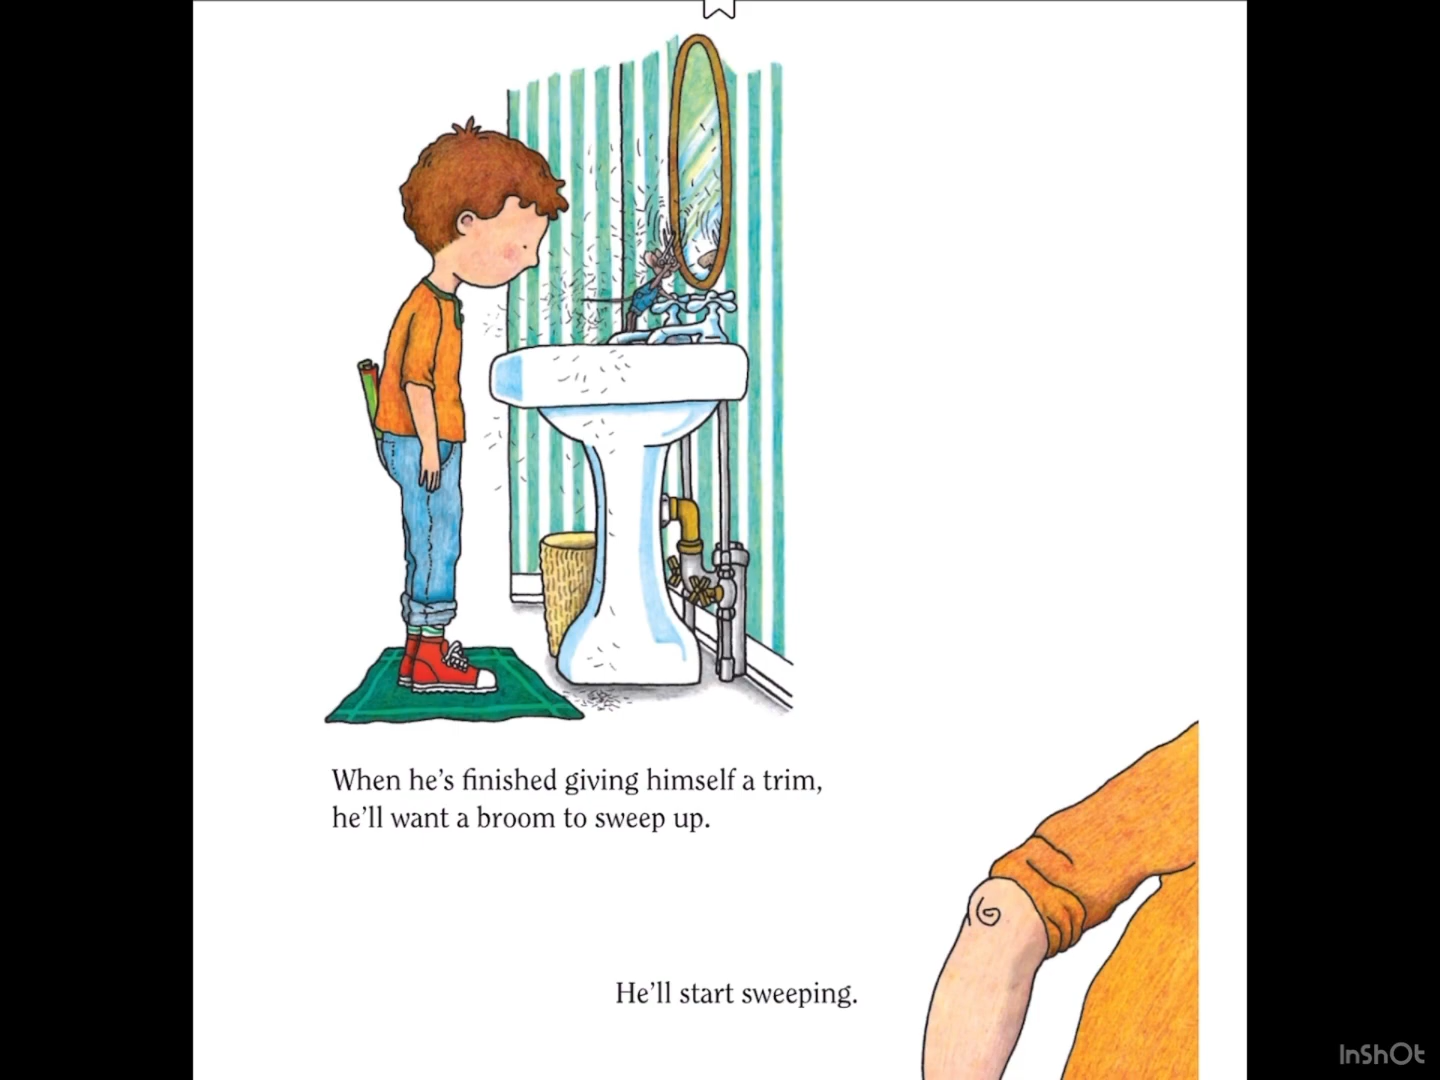 When he's finished giving himself a trim,
he'll want a broom to sweep up.
He'll start sweeping.
InShOt